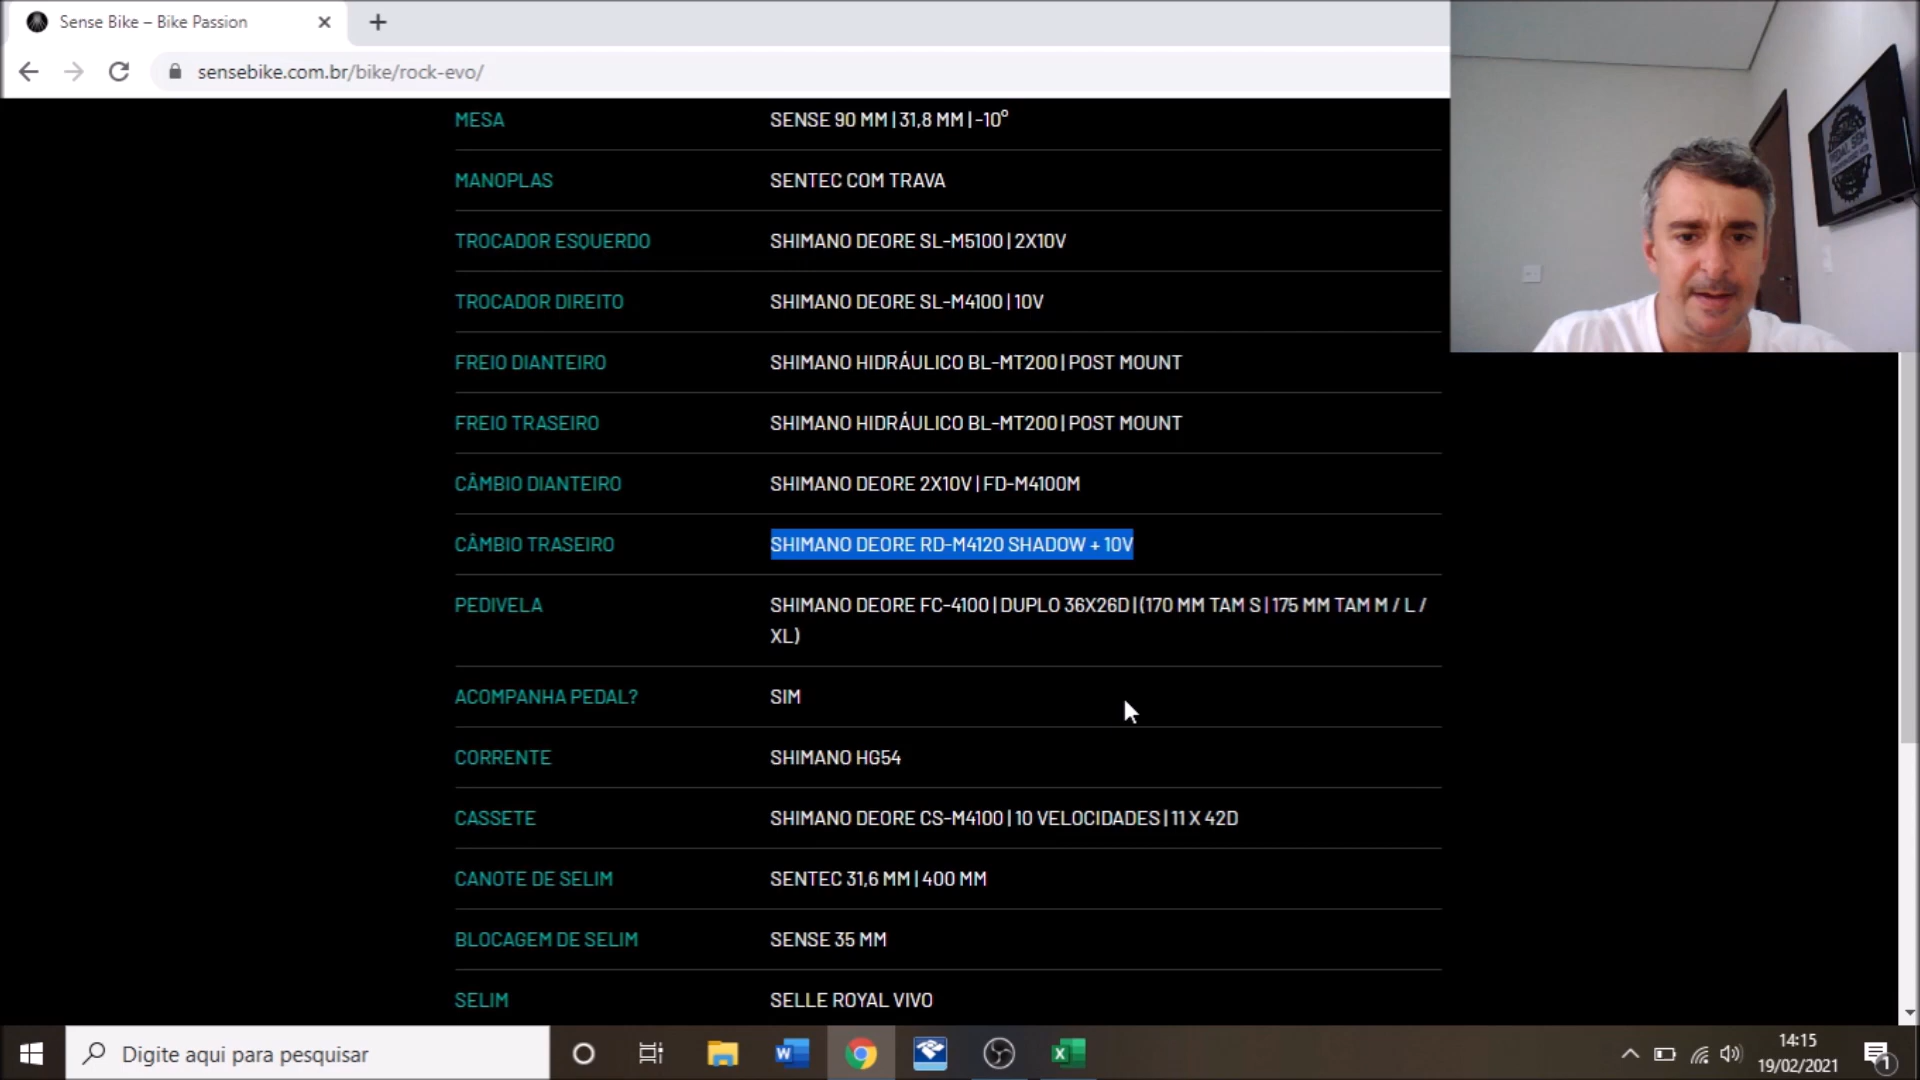 Sense Bike – Bike Passion
sensebike.com.br/bike/rock-evo/
MESA SENSE 90 MM | 31,8 MM | -10°
MANOPLAS SENTEC COM TRAVA
TROCADOR ESQUERDO SHIMANO DEORE SL-M5100 | 2X10V
TROCADOR DIREITO SHIMANO DEORE SL-M4100 | 10V
FREIO DIANTEIRO SHIMANO HIDRÁULICO BL-MT200 | POST MOUNT
FREIO TRASEIRO SHIMANO HIDRÁULICO BL-MT200 | POST MOUNT
CÂMBIO DIANTEIRO SHIMANO DEORE 2X10V | FD-M4100M
CÂMBIO TRASEIRO SHIMANO DEORE RD-M4120 SHADOW + 10V
PEDIVELA SHIMANO DEORE FC-4100 | DUPLO 36X26D | (170 MM TAM S | 175 MM TAM M / L /
XL)
ACOMPANHA PEDAL? SIM
CORRENTE SHIMANO HG54
CASSETE SHIMANO DEORE CS-M4100 | 10 VELOCIDADES | 11 X 42D
CANOTE DE SELIM SENTEC 31,6 MM | 400 MM
BLOCAGEM DE SELIM SENSE 35 MM
SELIM SELLE ROYAL VIVO
Digite aqui para pesquisar
14:15
19/02/2021
1